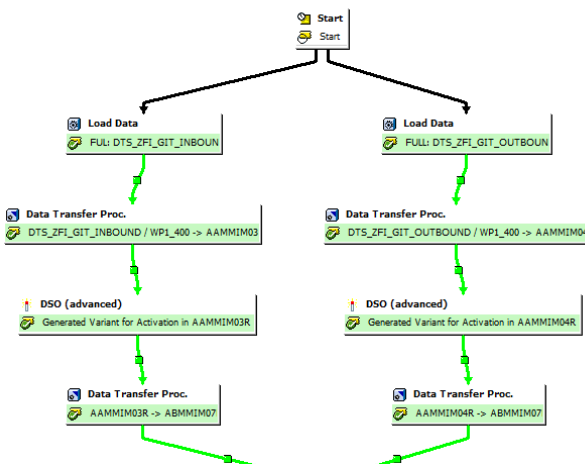 Start
Start
Load Data
FUL: DTS_ZFI_GIT_INBOUN
Load Data
FULL: DTS_ZFI_GIT_OUTBOUN
Data Transfer Proc.
DTS_ZFI_GIT_INBOUND / WP1_400 -> AAMMIM03
Data Transfer Proc.
DTS_ZFI_GIT_OUTBOUND / WP1_400 -> AAMMIM04
DSO (advanced)
Generated Variant for Activation in AAMMIM03R
DSO (advanced)
Generated Variant for Activation in AAMMIM04R
Data Transfer Proc.
AAMMIM03R -> ABMMIM07
Data Transfer Proc.
AAMMIM04R -> ABMMIM07